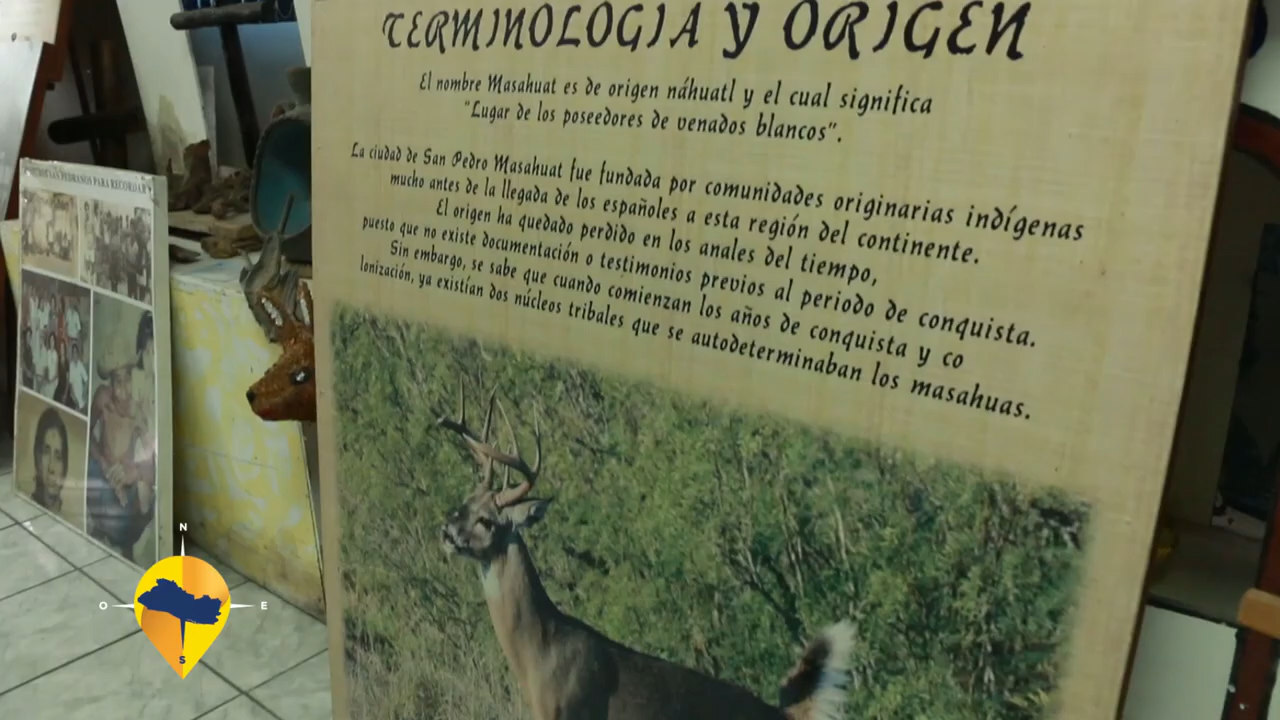 TERMINOLOGIA Y ORIGEN
El nombre Masahuat es de origen náhuatl y el cual significa
"Lugar de los poseedores de venados blancos".
La ciudad de San Pedro Masahuat fue fundada por comunidades originarias indígenas
mucho antes de la llegada de los españoles a esta región del continente.
El origen ha quedado perdido en los anales del tiempo,
puesto que no existe documentación o testimonios previos al periodo de conquista.
Sin embargo, se sabe que cuando comienzan los años de conquista y co
lonización, ya existían dos núcleos tribales que se autodeterminaban los masahuas.
PARA RECORDAR
N
O
E
S